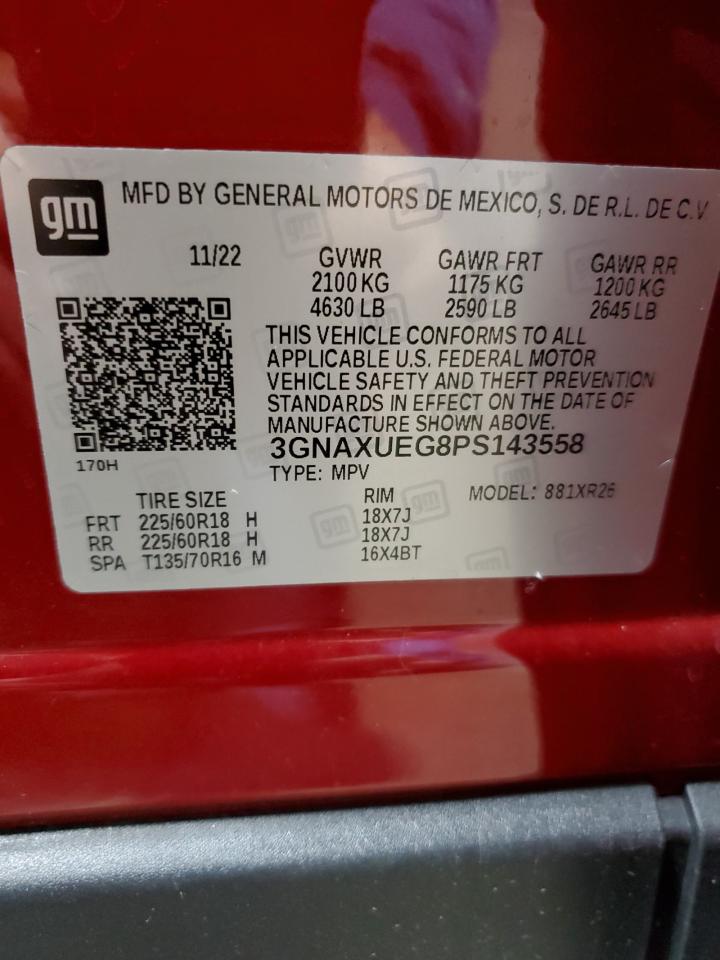 gm
MFD BY GENERAL MOTORS DE MEXICO, S. DE R.L. DE C.V
11/22 GVWR GAWR FRT GAWR RR
2100 KG 1175 KG 1200 KG
4630 LB 2590 LB 2645 LB
THIS VEHICLE CONFORMS TO ALL
APPLICABLE U.S. FEDERAL MOTOR
VEHICLE SAFETY AND THEFT PREVENTION
STANDARDS IN EFFECT ON THE DATE OF
MANUFACTURE SHOWN ABOVE.
170H
3GNAXUEG8PS143558
TYPE: MPV
TIRE SIZE RIM MODEL: 881XR26
FRT 225/60R18 H 18X7J
RR 225/60R18 H 18X7J
SPA T135/70R16 M 16X4BT